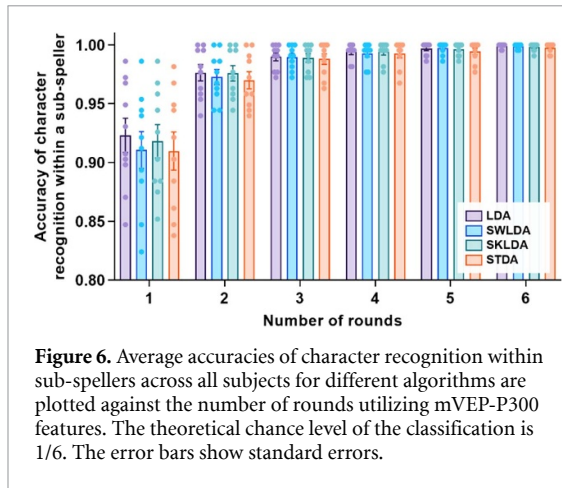 Accuracy of character
recognition within a sub-speller
1.00
0.95
0.90
0.85
0.80
LDA
SWLDA
SKLDA
STDA
1 2 3 4 5 6
Number of rounds
Figure 6. Average accuracies of character recognition within
sub-spellers across all subjects for different algorithms are
plotted against the number of rounds utilizing mVEP-P300
features. The theoretical chance level of the classification is
1/6. The error bars show standard errors.